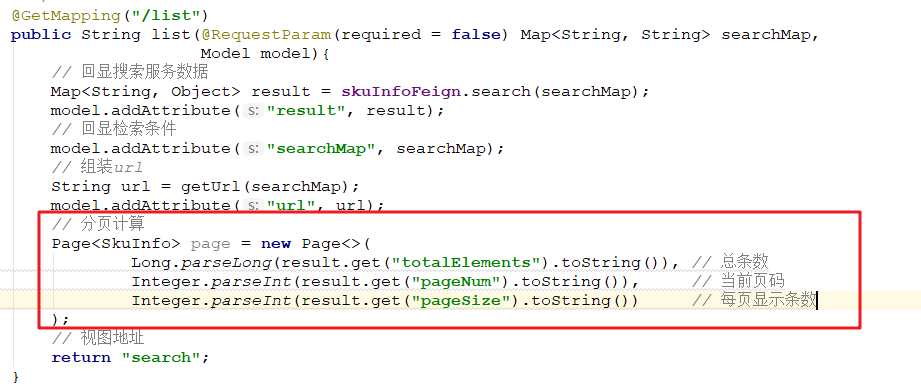 @GetMapping("/list")
public String list(@RequestParam(required = false) Map<String, String> searchMap,
Model model){
// 回显搜索服务数据
Map<String, Object> result = skuInfoFeign.search(searchMap);
model.addAttribute( s: "result", result);
// 回显检索条件
model.addAttribute( s: "searchMap", searchMap);
// 组装url
String url = getUrl(searchMap);
model.addAttribute( s: "url", url);
// 分页计算
Page<SkuInfo> page = new Page<>(
Long.parseLong(result.get("totalElements").toString()), // 总条数
Integer.parseInt(result.get("pageNum").toString()), // 当前页码
Integer.parseInt(result.get("pageSize").toString()) // 每页显示条数
);
// 视图地址
return "search";
}